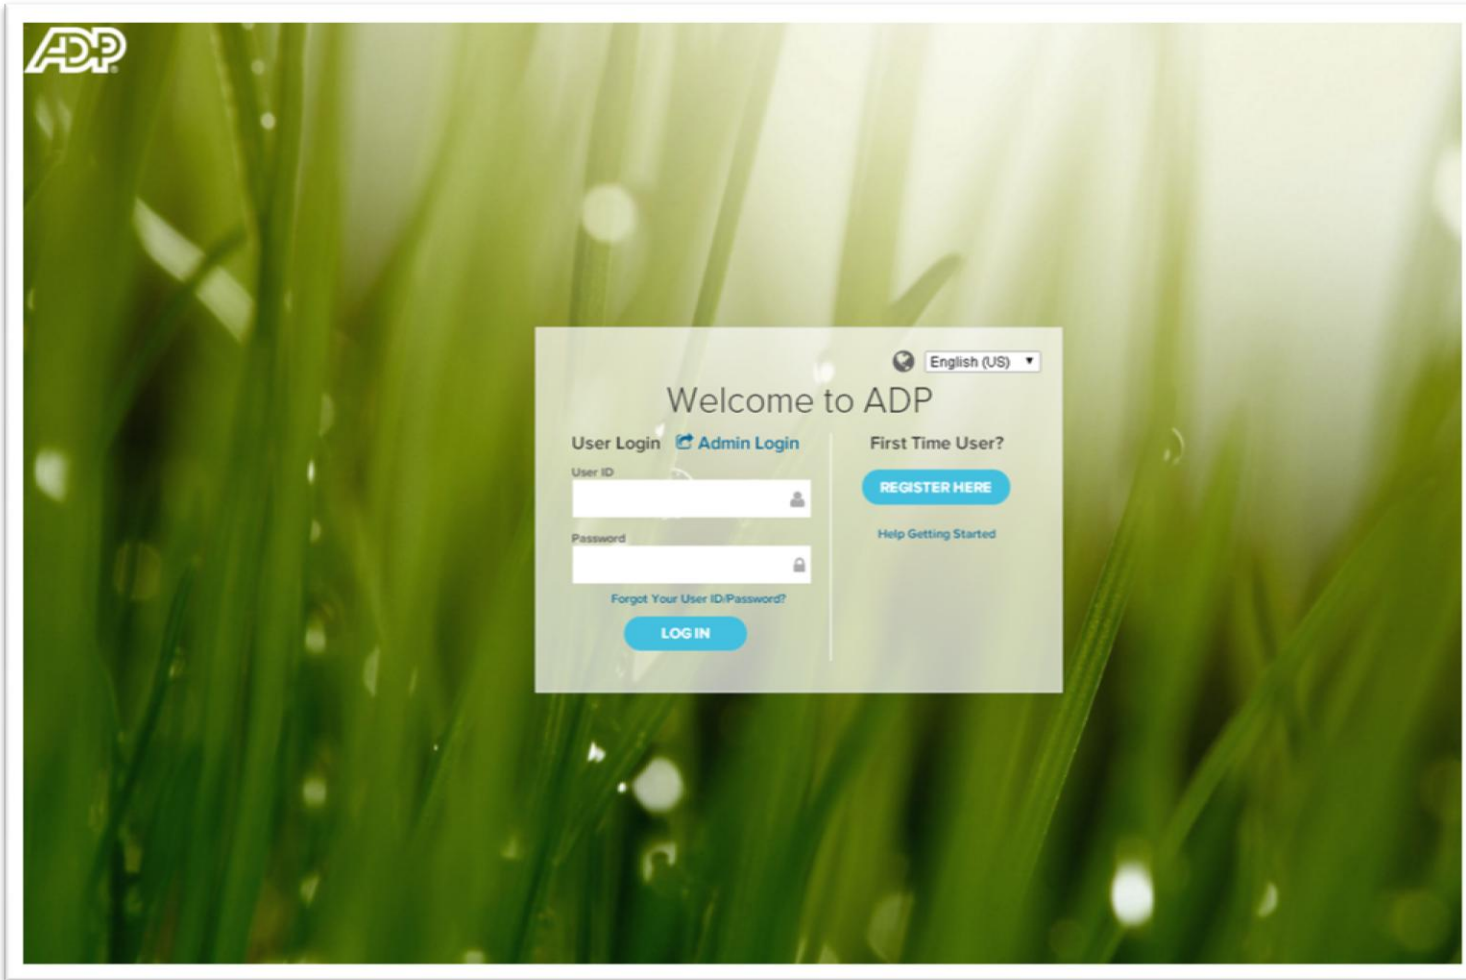 ADP
English (US)
Welcome to ADP
User Login Admin Login
User ID
Password
Forgot Your User ID/Password?
LOG IN
First Time User?
REGISTER HERE
Help Getting Started